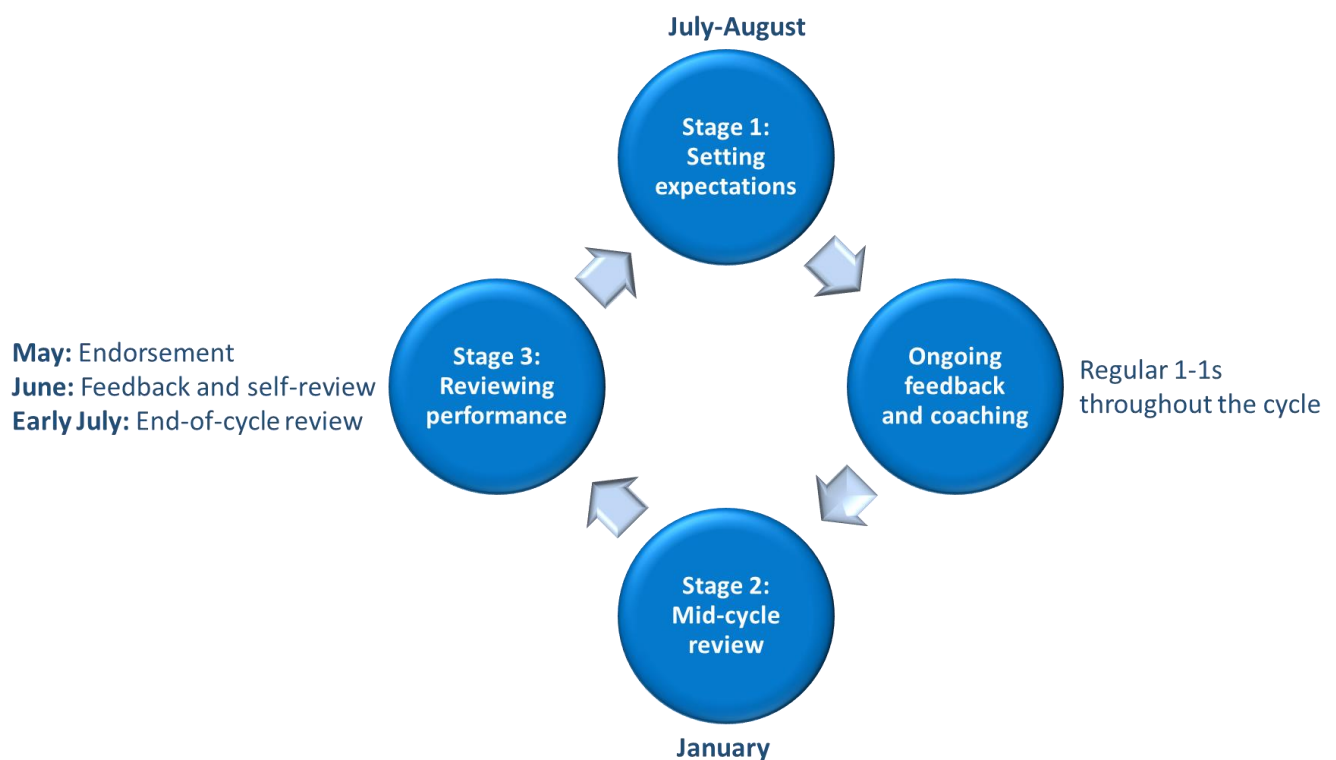 July-August
Stage 1:
Setting
expectations
Ongoing
feedback
and coaching
Regular 1-1s
throughout the cycle
Stage 2:
Mid-cycle
review
January
Stage 3:
Reviewing
performance
May: Endorsement
June: Feedback and self-review
Early July: End-of-cycle review